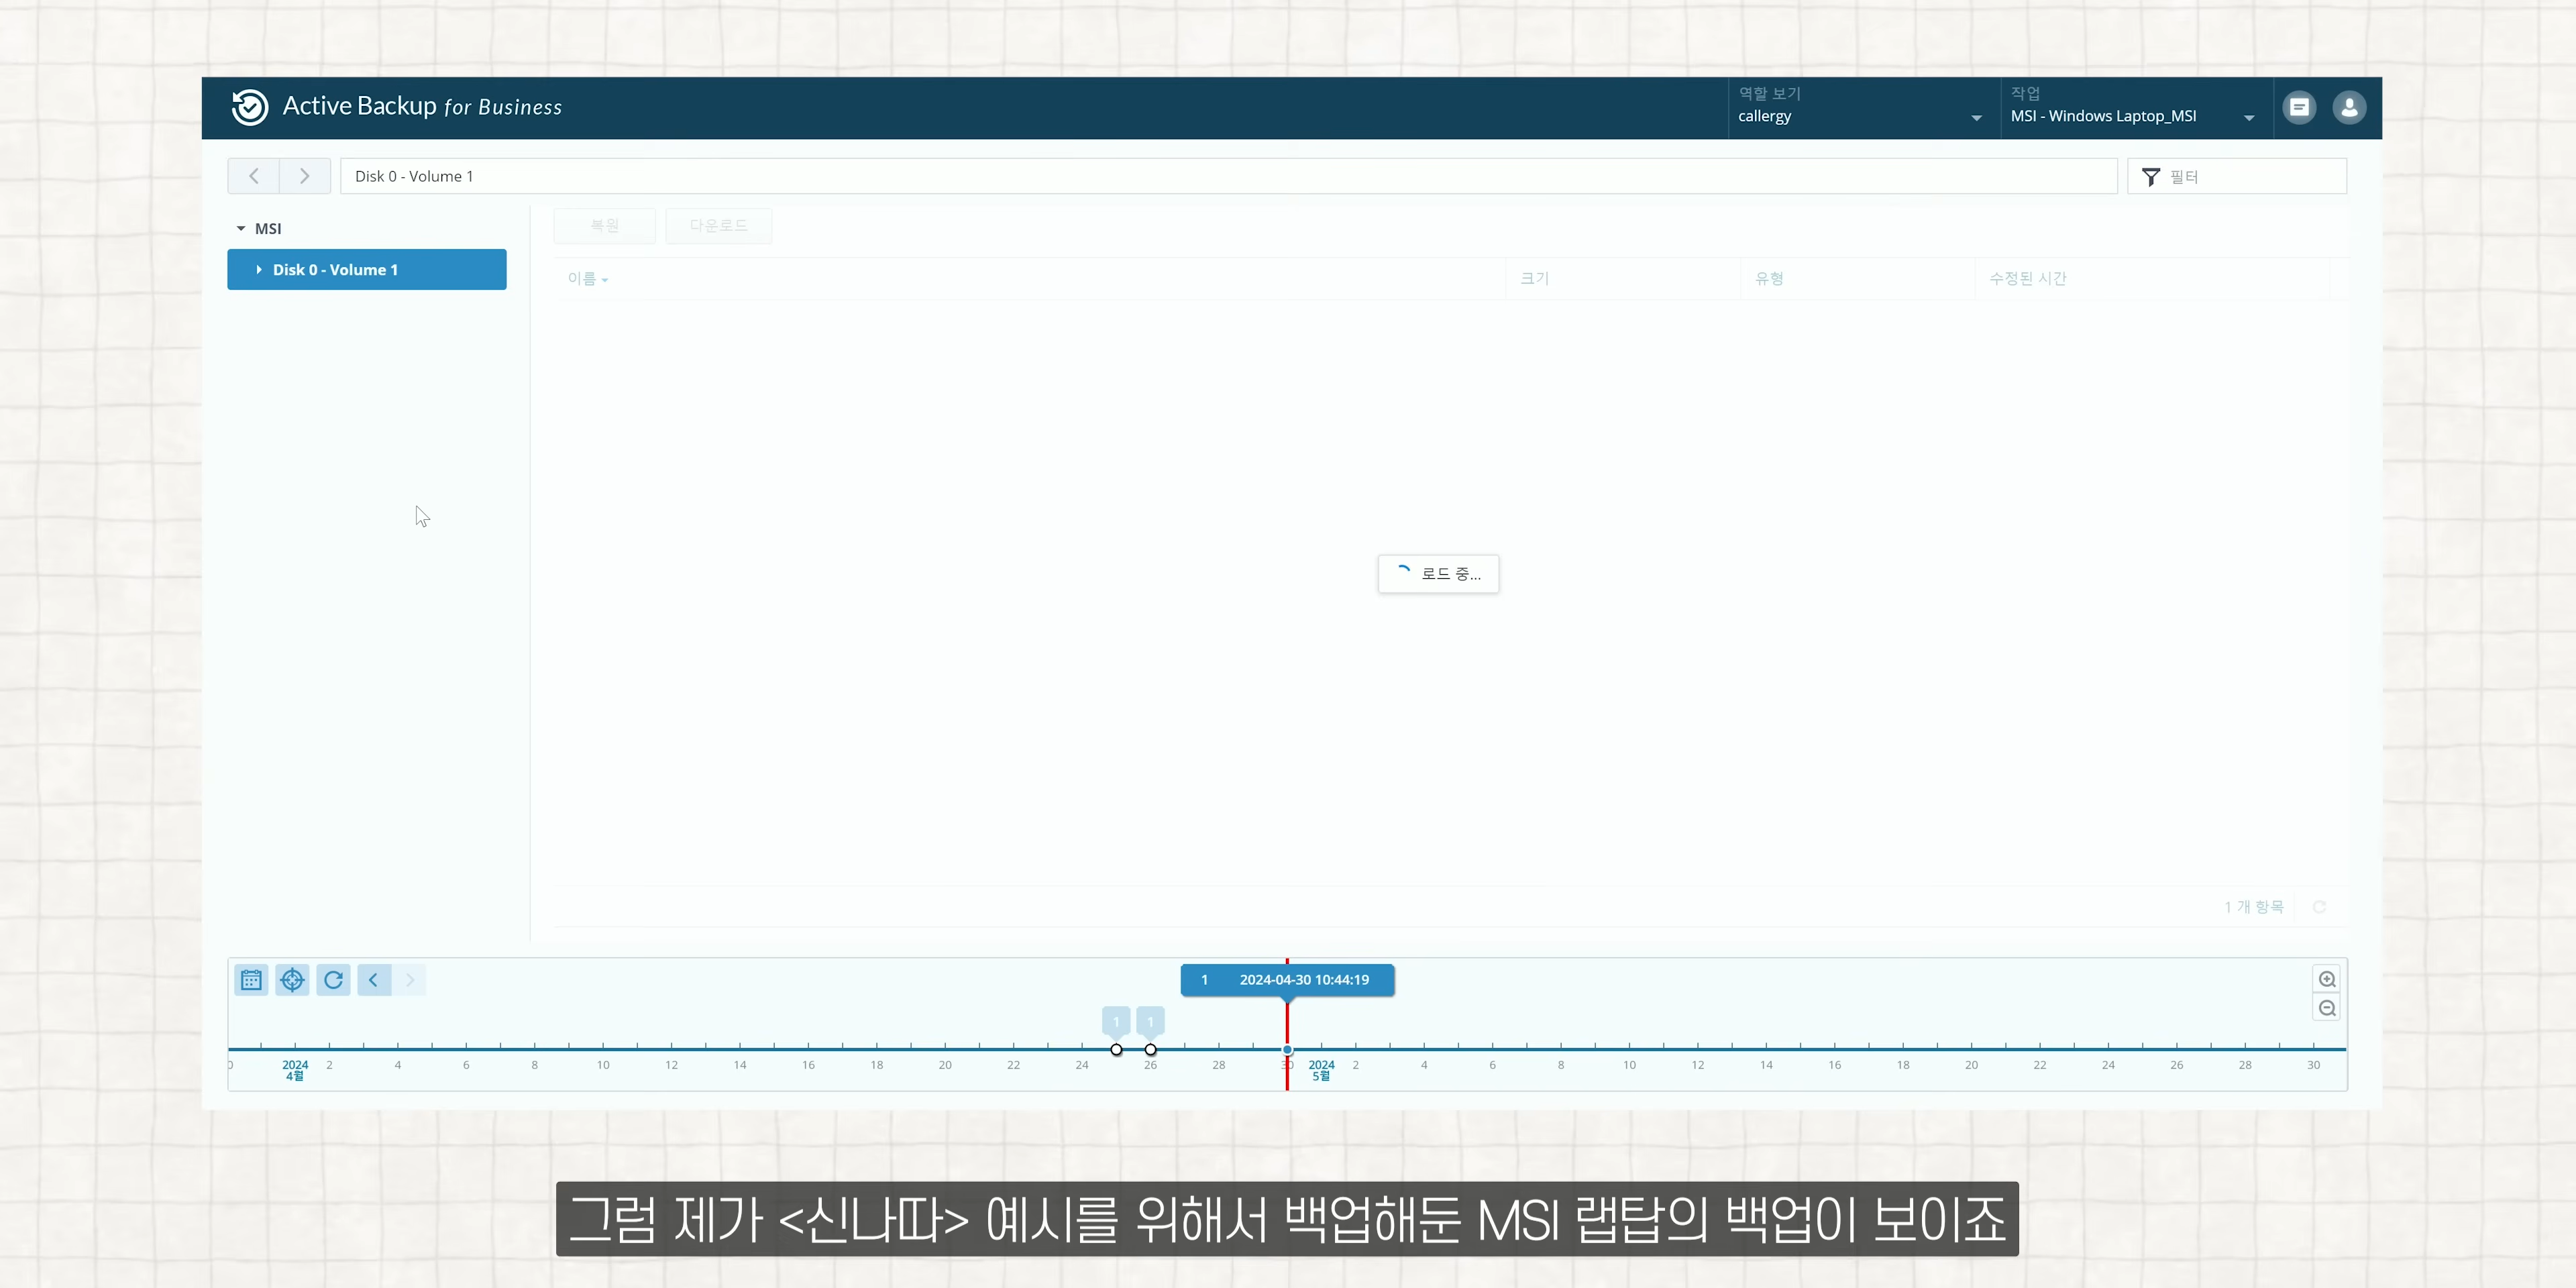 Active Backup for Business
역할 보기
callergy
작업
MSI - Windows Laptop_MSI
Disk 0 - Volume 1
필터
MSI
Disk 0 - Volume 1
복원 다운로드
이름 크기 유형 수정된 시간
로드 중...
1 개 항목
1 2024-04-30 10:44:19
1 1
0 2024 2 4 6 8 10 12 14 16 18 20 22 24 26 28 30 2024 2 4 6 8 10 12 14 16 18 20 22 24 26 28 30
4월 5월
그럼 제가 <신나따> 예시를 위해서 백업해둔 MSI 랩탑의 백업이 보이죠